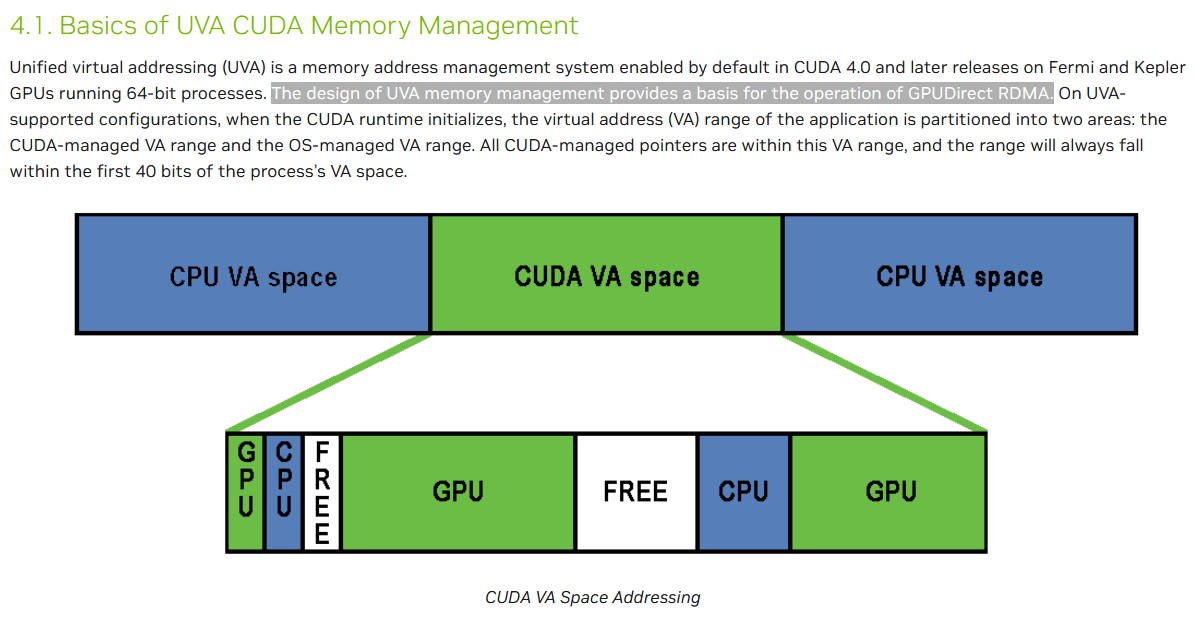 4.1. Basics of UVA CUDA Memory Management
Unified virtual addressing (UVA) is a memory address management system enabled by default in CUDA 4.0 and later releases on Fermi and Kepler
GPUs running 64-bit processes. The design of UVA memory management provides a basis for the operation of GPUDirect RDMA. On UVA-
supported configurations, when the CUDA runtime initializes, the virtual address (VA) range of the application is partitioned into two areas: the
CUDA-managed VA range and the OS-managed VA range. All CUDA-managed pointers are within this VA range, and the range will always fall
within the first 40 bits of the process's VA space.
CPU VA space
CUDA VA space
CPU VA space
GPU
CPU
FREE
GPU
FREE
CPU
GPU
CUDA VA Space Addressing